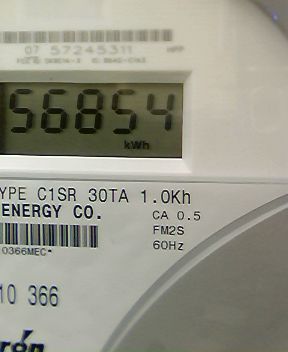 07 57245311
56854
kWh
YPE C1SR 30TA 1.0Kh
ENERGY CO.
CA 0.5
FM2S
60Hz
0366MEC*
10 366
rón